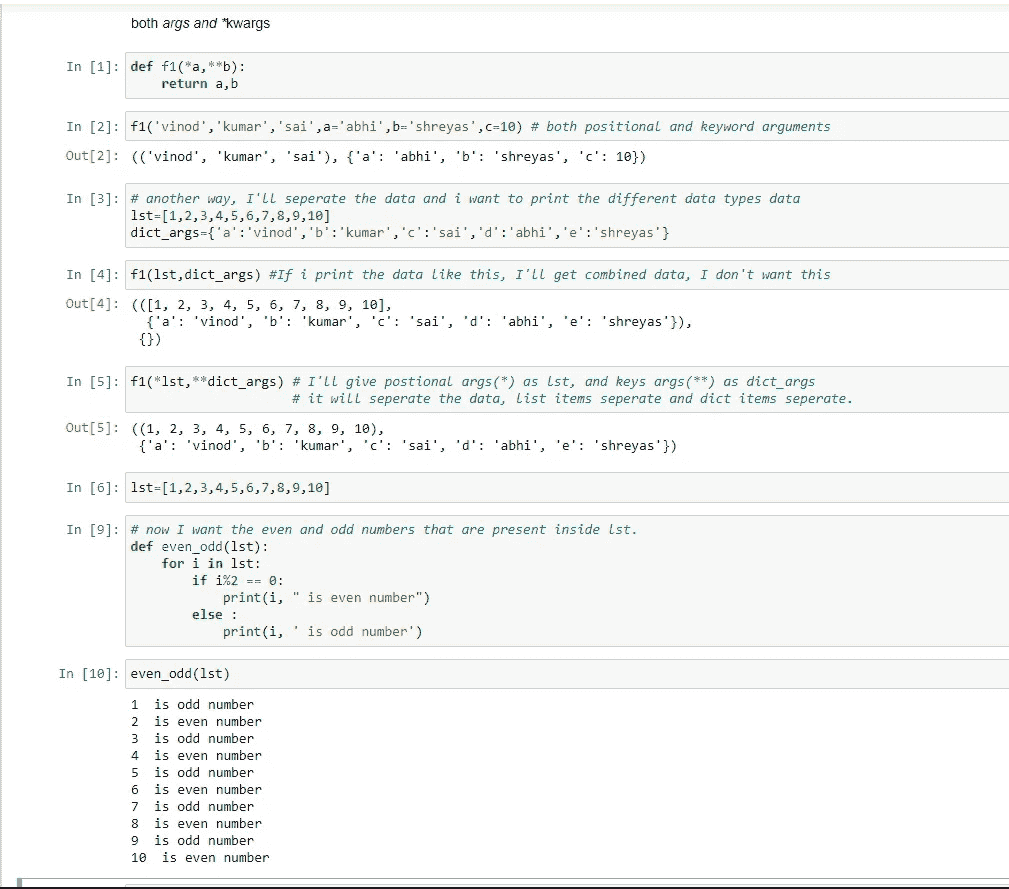 both args and *kwargs
In [1]: def f1(*a,**b):
return a,b
In [2]: f1('vinod','kumar','sai',a='abhi',b='shreyas',c=10) # both positional and keyword arguments
Out[2]: (('vinod', 'kumar', 'sai'), {'a': 'abhi', 'b': 'shreyas', 'c': 10})
In [3]: # another way, I'll seperate the data and i want to print the different data types data
lst=[1,2,3,4,5,6,7,8,9,10]
dict_args={'a':'vinod','b':'kumar','c':'sai','d':'abhi','e':'shreyas'}
In [4]: f1(lst,dict_args) #If i print the data like this, I'll get combined data, I don't want this
Out[4]: (([1, 2, 3, 4, 5, 6, 7, 8, 9, 10],
{'a': 'vinod', 'b': 'kumar', 'c': 'sai', 'd': 'abhi', 'e': 'shreyas'}),
{})
In [5]: f1(*lst,**dict_args) # I'll give postional args(*) as lst, and keys args(**) as dict_args
# it will seperate the data, list items seperate and dict items seperate.
Out[5]: ((1, 2, 3, 4, 5, 6, 7, 8, 9, 10),
{'a': 'vinod', 'b': 'kumar', 'c': 'sai', 'd': 'abhi', 'e': 'shreyas'})
In [6]: lst=[1,2,3,4,5,6,7,8,9,10]
In [9]: # now I want the even and odd numbers that are present inside lst.
def even_odd(lst):
for i in lst:
if i%2 == 0:
print(i, " is even number")
else :
print(i, ' is odd number')
In [10]: even_odd(lst)
1  is odd number
2  is even number
3  is odd number
4  is even number
5  is odd number
6  is even number
7  is odd number
8  is even number
9  is odd number
10  is even number